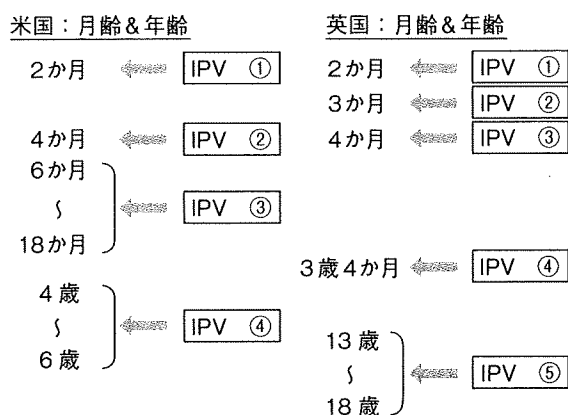 米国：月齢&年齢
2か月 IPV ①
4か月 IPV ②
6か月
〜
18か月
IPV ③
4歳
〜
6歳
IPV ④
英国：月齢&年齢
2か月 IPV ①
3か月 IPV ②
4か月 IPV ③
3歳4か月 IPV ④
13歳
〜
18歳
IPV ⑤